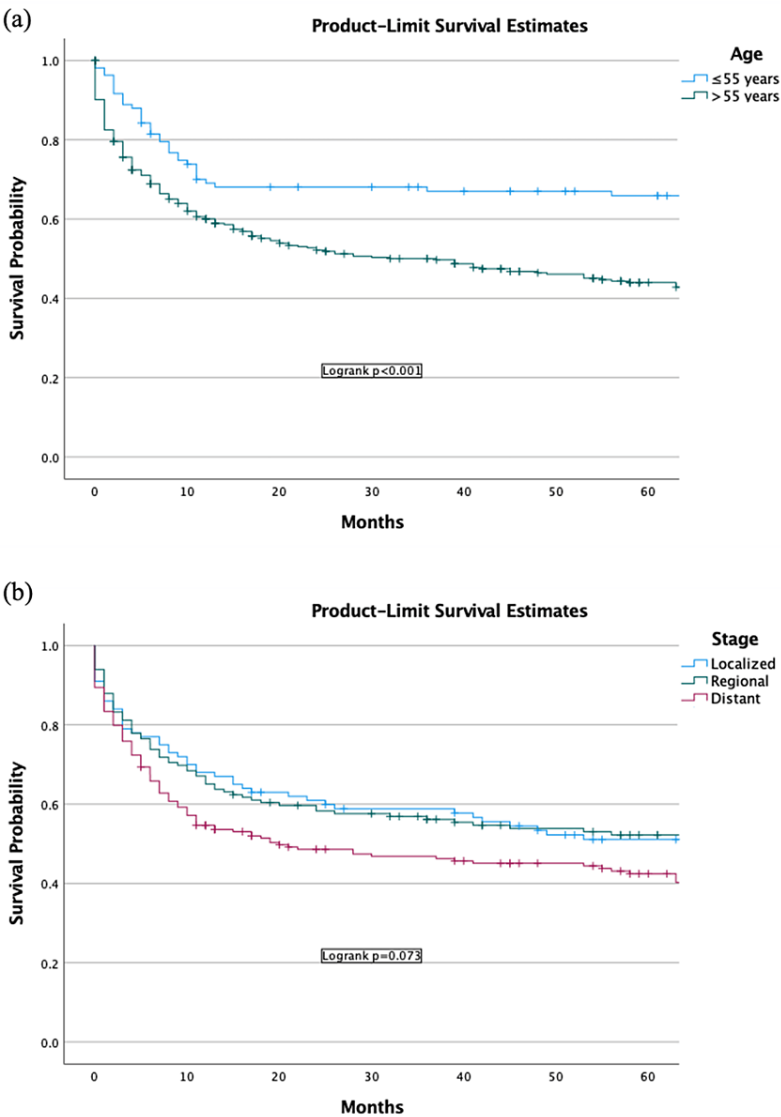 (a)
Product-Limit Survival Estimates
Age
≤55 years
>55 years
1.0
0.8
0.6
0.4
0.2
0.0
Survival Probability
Logrank p<0.001
0 10 20 30 40 50 60
Months
(b)
Product-Limit Survival Estimates
Stage
Localized
Regional
Distant
1.0
0.8
0.6
0.4
0.2
0.0
Survival Probability
Logrank p=0.073
0 10 20 30 40 50 60
Months